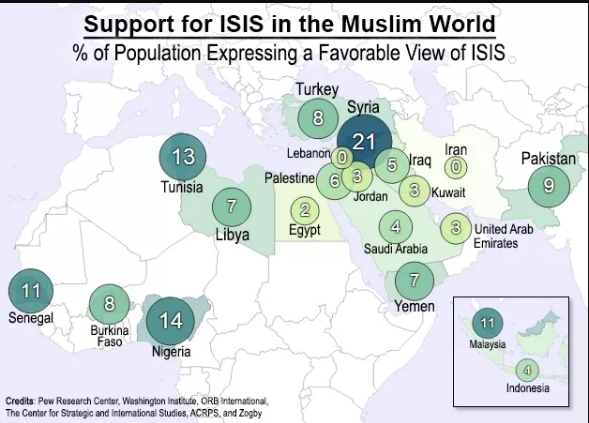 Support for ISIS in the Muslim World
% of Population Expressing a Favorable View of ISIS
Turkey
8
Syria
21
Lebanon
0
Iraq
5
Iran
0
Pakistan
9
13
Tunisia
Palestine
6
3
Jordan
3
Kuwait
7
Libya
2
Egypt
4
Saudi Arabia
3
United Arab
Emirates
7
Yemen
11
Senegal
8
Burkina
Faso
14
Nigeria
11
Malaysia
4
Indonesia
Credits: Pew Research Center, Washington Institute, ORB International,
The Center for Strategic and International Studies, ACRPS, and Zogby